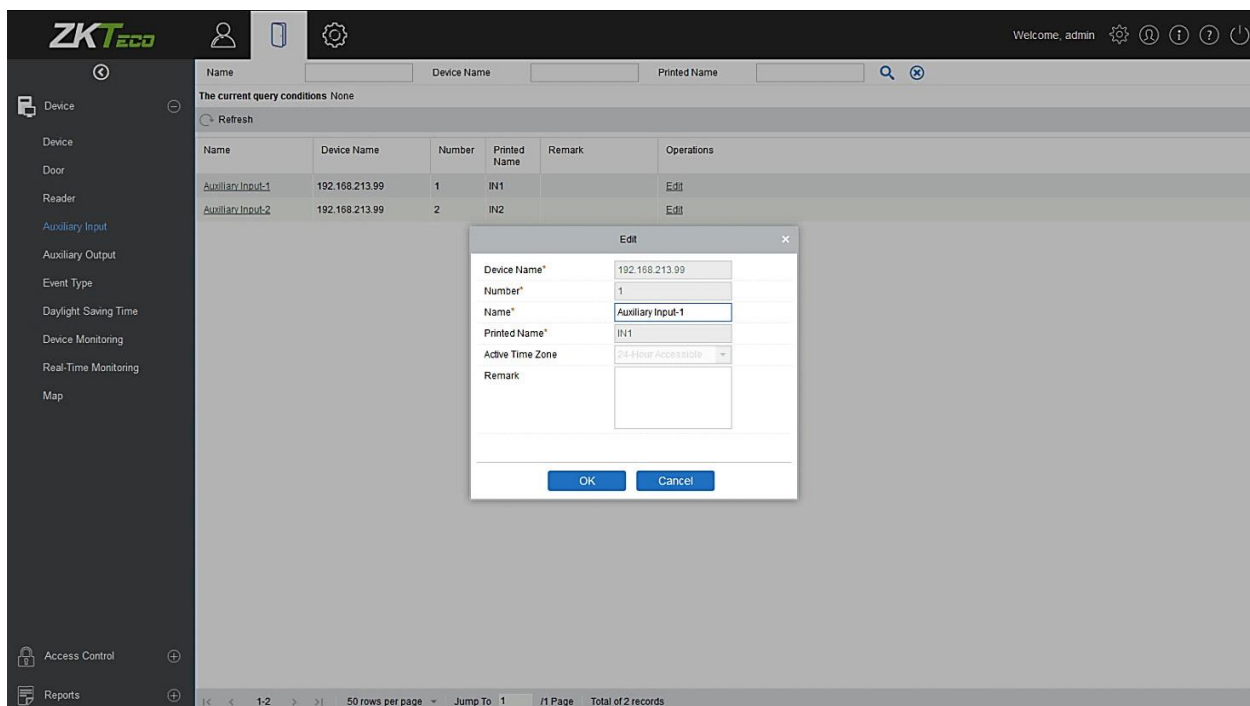 ZKTeco
Welcome, admin
Name Device Name Printed Name
The current query conditions None
Refresh
Device
Device
Door
Reader
Auxiliary Input
Auxiliary Output
Event Type
Daylight Saving Time
Device Monitoring
Real-Time Monitoring
Map
Access Control
Reports
Name Device Name Number Printed Name Remark Operations
Auxiliary Input-1 192.168.213.99 1 IN1 Edit
Auxiliary Input-2 192.168.213.99 2 IN2 Edit
Edit
Device Name* 192.168.213.99
Number* 1
Name* Auxiliary Input-1
Printed Name* IN1
Active Time Zone 24-Hour Accessible
Remark
OK Cancel
1-2 50 rows per page Jump To 1 /1 Page Total of 2 records